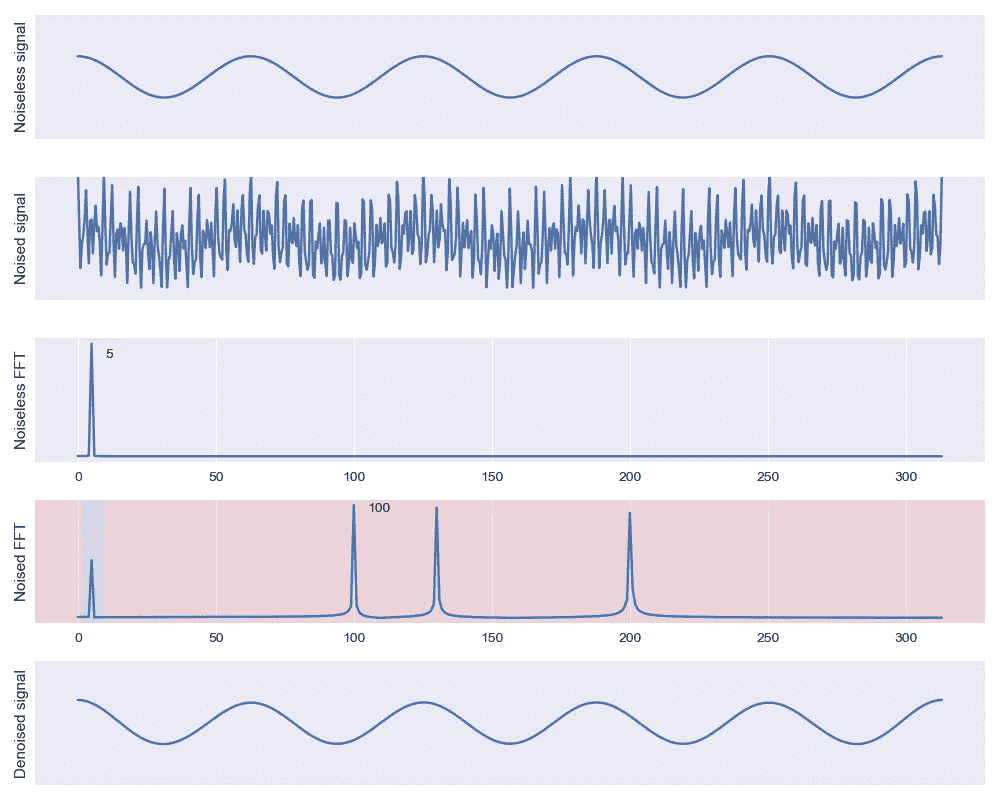 Noiseless signal
Noised signal
Noiseless FFT
5
0 50 100 150 200 250 300
Noised FFT
100
0 50 100 150 200 250 300
Denoised signal